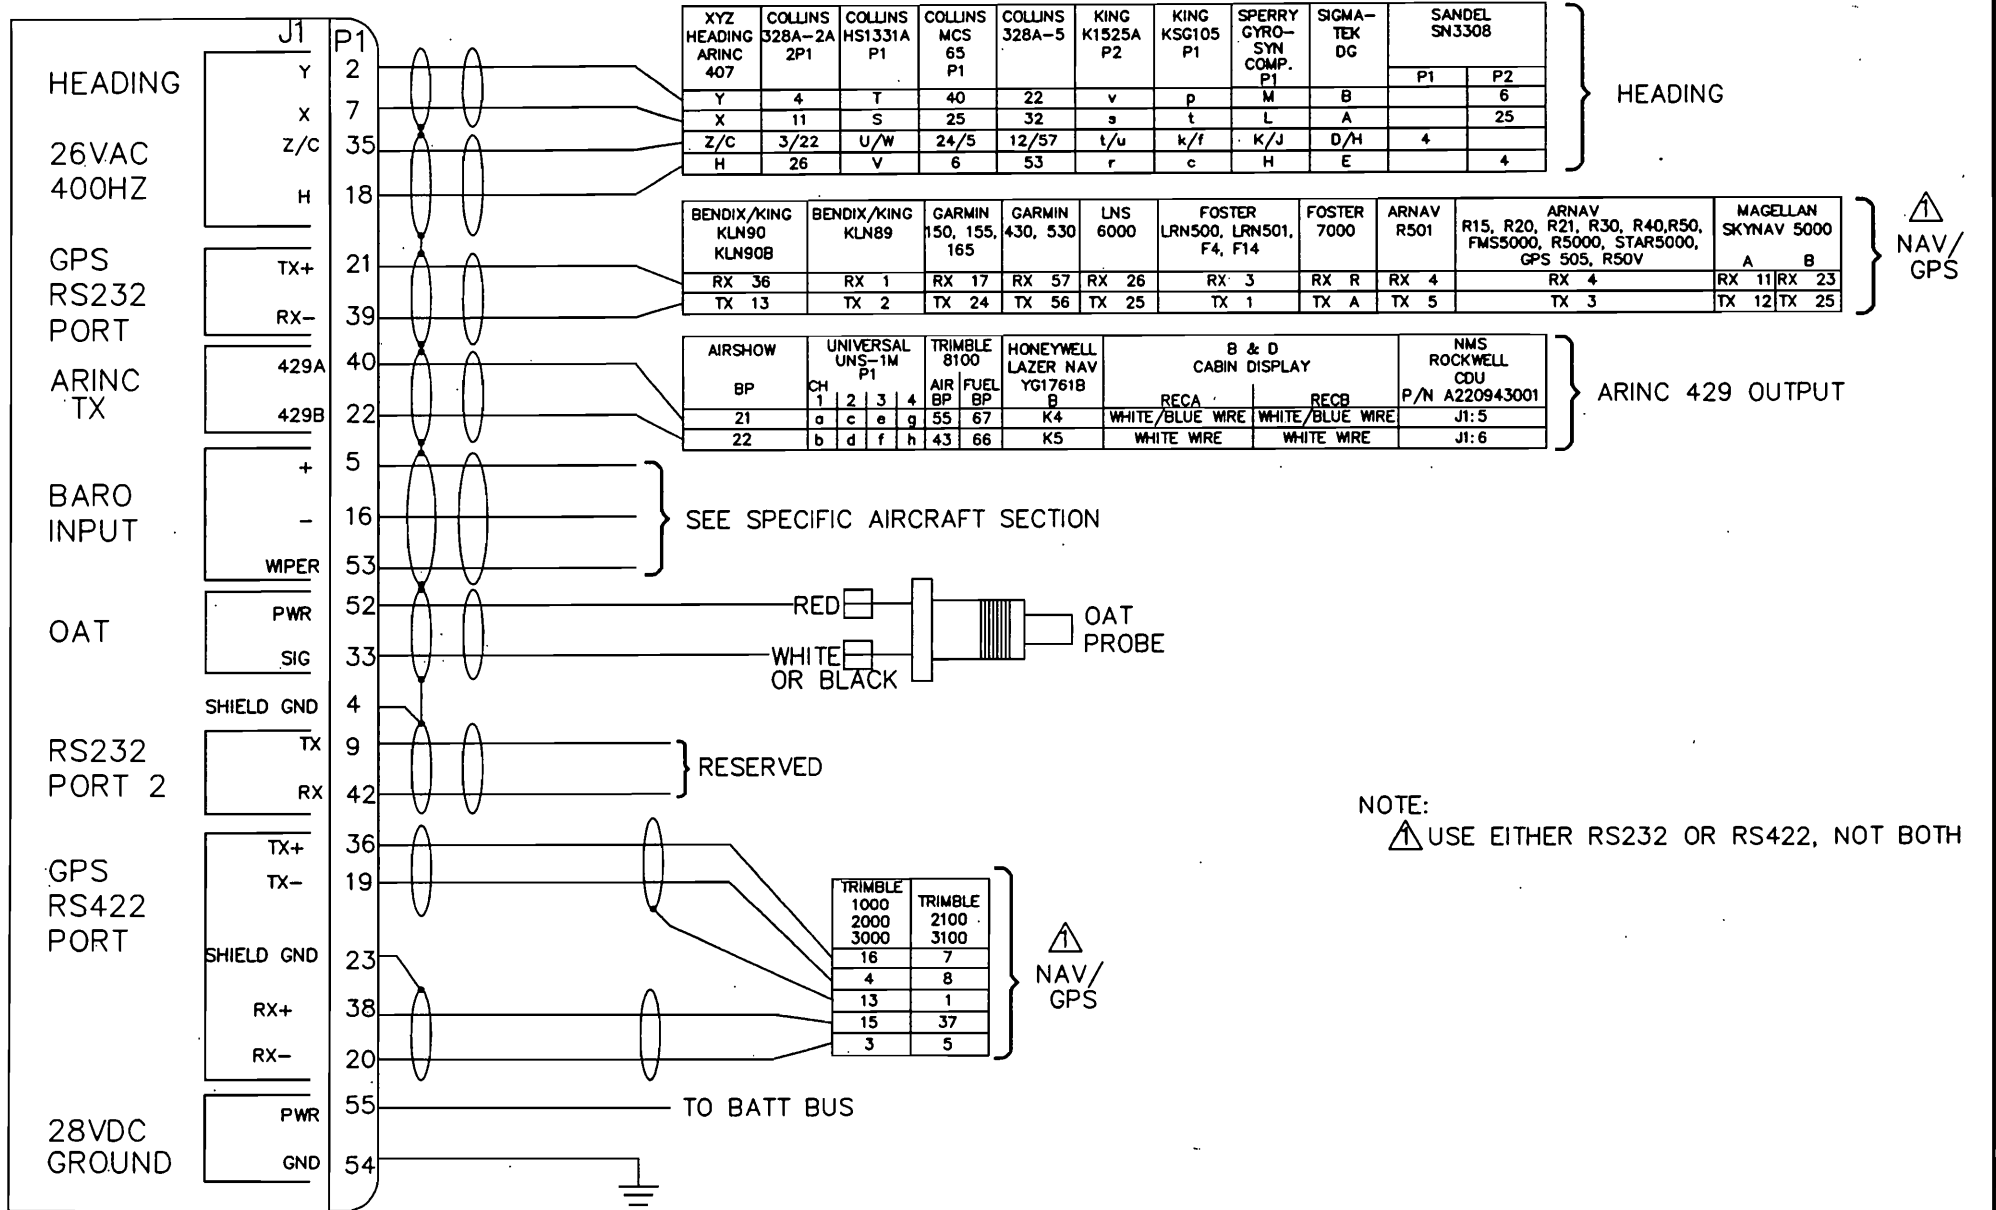 J1 P1
HEADING
Y 2
X 7
26VAC
400HZ
Z/C 35
H 18
GPS
RS232
PORT
TX+ 21
RX- 39
ARINC
TX
429A 40
429B 22
BARO
INPUT
+ 5
- 16
WIPER 53
OAT
PWR 52
SIG 33
SHIELD GND 4
RS232
PORT 2
TX 9
RX 42
GPS
RS422
PORT
TX+ 36
TX- 19
SHIELD GND 23
RX+ 38
RX- 20
28VDC
GROUND
PWR 55
GND 54
XYZ HEADING ARINC 407 | COLLINS 328A-2A 2P1 | COLLINS HS1331A P1 | COLLINS MCS 65 P1 | COLLINS 328A-5 | KING K1525A P2 | KING KSG105 P1 | SPERRY GYRO-SYN COMP. P1 | SIGMA-TEK DG | SANDEL SN3308 P1 | P2
Y 4 T 40 22 v p M B 6
X 11 S 25 32 s t L A 25
Z/C 3/22 U/W 24/5 12/57 t/u k/f K/J D/H 4
H 26 V 6 53 r c H E 4
HEADING
BENDIX/KING KLN90 KLN90B | BENDIX/KING KLN89 | GARMIN 150, 155, 165 | GARMIN 430, 530 | LNS 6000 | FOSTER LRN500, LRN501, F4, F14 | FOSTER 7000 | ARNAV R501 | ARNAV R15, R20, R21, R30, R40,R50, FMS5000, R5000, STAR5000, GPS 505, R50V | MAGELLAN SKYNAV 5000 A B
RX 36 RX 1 RX 17 RX 57 RX 26 RX 3 RX R RX 4 RX 4 RX 11 RX 23
TX 13 TX 2 TX 24 TX 56 TX 25 TX 1 TX A TX 5 TX 3 TX 12 TX 25
1
NAV/
GPS
AIRSHOW BP | UNIVERSAL UNS-1M P1 CH 1 2 3 4 | TRIMBLE 8100 AIR BP FUEL BP | HONEYWELL LAZER NAV YG1761B B | B & D CABIN DISPLAY RECA RECB | NMS ROCKWELL CDU P/N A220943001
21 a c e g 55 67 K4 WHITE/BLUE WIRE WHITE/BLUE WIRE J1:5
22 b d f h 43 66 K5 WHITE WIRE WHITE WIRE J1:6
ARINC 429 OUTPUT
SEE SPECIFIC AIRCRAFT SECTION
RED
WHITE
OR BLACK
OAT
PROBE
RESERVED
TRIMBLE 1000 2000 3000 | TRIMBLE 2100 3100
16 7
4 8
13 1
15 37
3 5
1
NAV/
GPS
TO BATT BUS
NOTE:
1 USE EITHER RS232 OR RS422, NOT BOTH